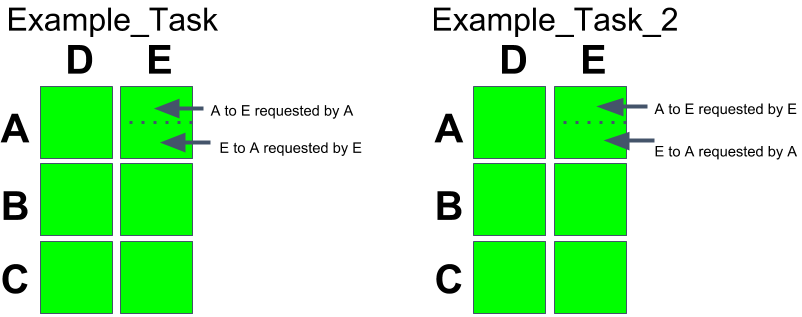 Example_Task
D E
A
A to E requested by A
E to A requested by E
B
C
Example_Task_2
D E
A
A to E requested by E
E to A requested by A
B
C